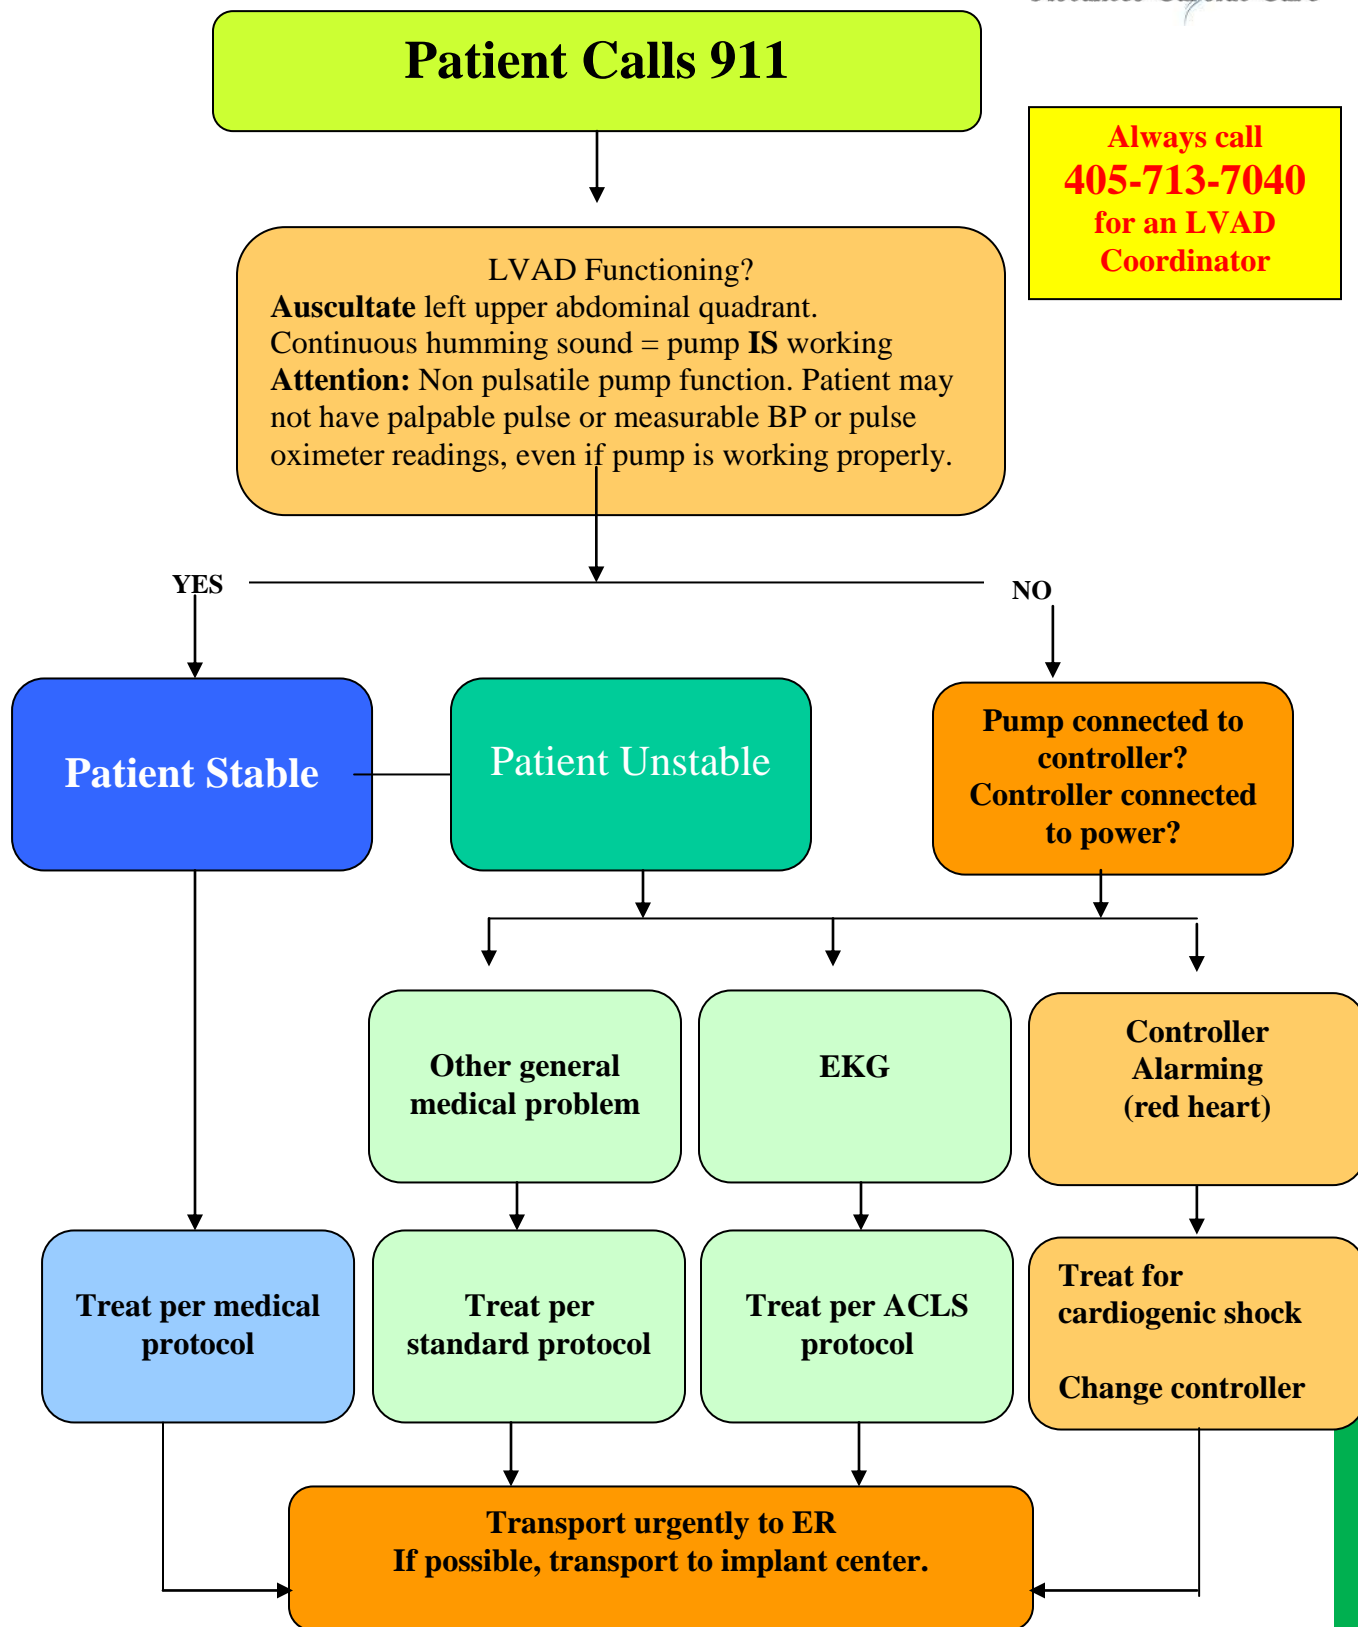 Patient Calls 911
Always call
405-713-7040
for an LVAD
Coordinator
LVAD Functioning?
Auscultate left upper abdominal quadrant.
Continuous humming sound = pump IS working
Attention: Non pulsatile pump function. Patient may
not have palpable pulse or measurable BP or pulse
oximeter readings, even if pump is working properly.
YES
NO
Patient Stable
Patient Unstable
Pump connected to
controller?
Controller connected
to power?
Other general
medical problem
EKG
Controller
Alarming
(red heart)
Treat per medical
protocol
Treat per
standard protocol
Treat per ACLS
protocol
Treat for
cardiogenic shock
Change controller
Transport urgently to ER
If possible, transport to implant center.